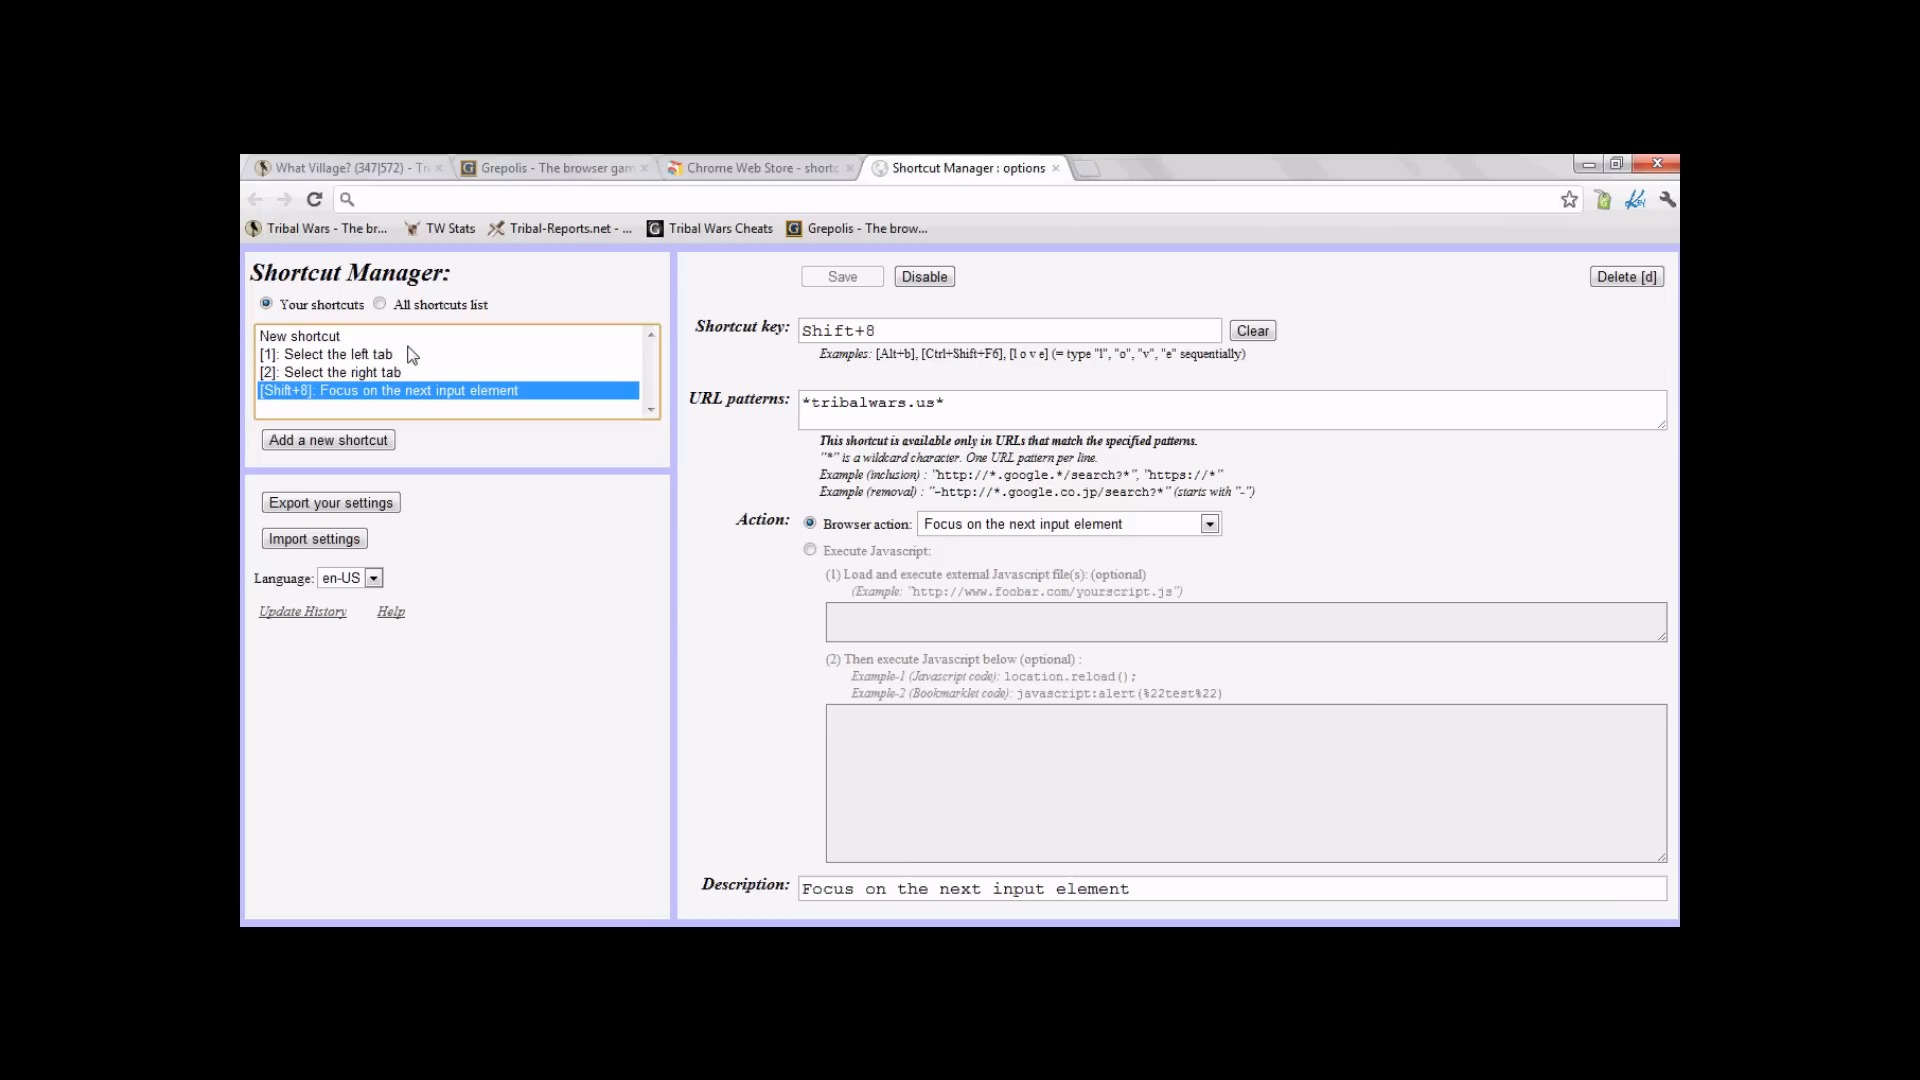 What Village? (347|572) - Tr
Grepolis - The browser gam
Chrome Web Store - shortc
Shortcut Manager : options
Tribal Wars - The br...
TW Stats
Tribal-Reports.net - ...
Tribal Wars Cheats
Grepolis - The brow...
Shortcut Manager:
Your shortcuts All shortcuts list
New shortcut
[1]: Select the left tab
[2]: Select the right tab
[Shift+8]: Focus on the next input element
Add a new shortcut
Export your settings
Import settings
Language: en-US
Update History Help
Save Disable Delete [d]
Shortcut key: Shift+8 Clear
Examples: [Alt+b], [Ctrl+Shift+F6], [l o v e] (= type "l", "o", "v", "e" sequentially)
URL patterns: *tribalwars.us*
This shortcut is available only in URLs that match the specified patterns.
"*" is a wildcard character. One URL pattern per line.
Example (inclusion) : "http://*.google.*/search?*", "https://*"
Example (removal) : "-http://*.google.co.jp/search?*" (starts with "-")
Action: Browser action: Focus on the next input element
Execute Javascript:
(1) Load and execute external Javascript file(s): (optional)
(Example: "http://www.foobar.com/yourscript.js")
(2) Then execute Javascript below (optional) :
Example-1 (Javascript code): location.reload();
Example-2 (Bookmarklet code): javascript:alert(%22test%22)
Description: Focus on the next input element